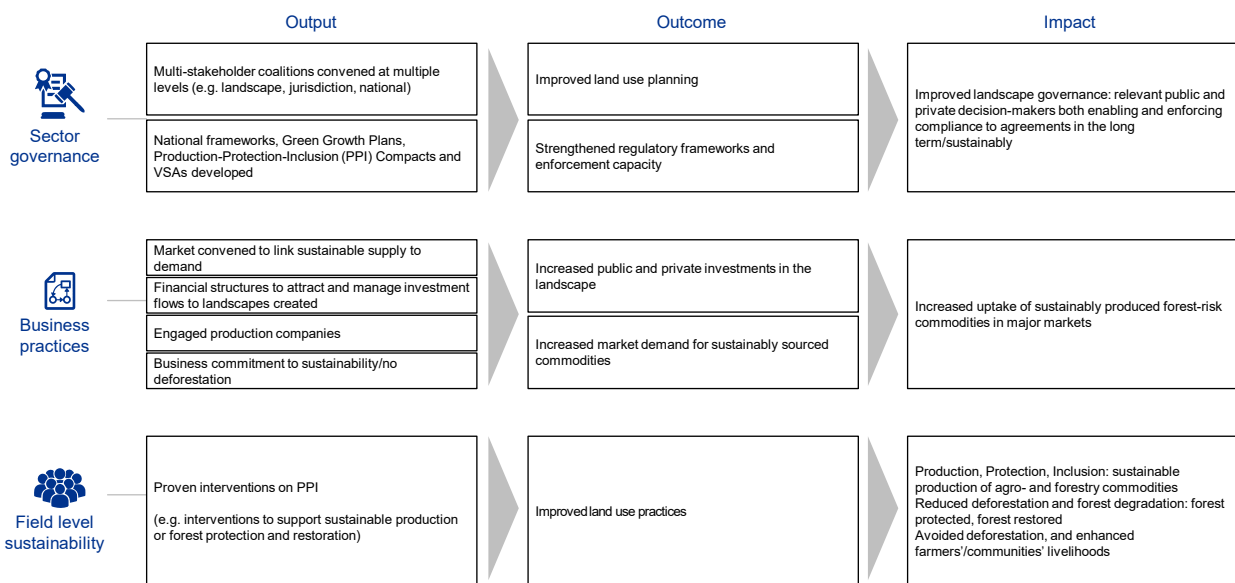 Output
Outcome
Impact
Sector
governance
Multi-stakeholder coalitions convened at multiple
levels (e.g. landscape, jurisdiction, national)
National frameworks, Green Growth Plans,
Production-Protection-Inclusion (PPI) Compacts and
VSAs developed
Improved land use planning
Strengthened regulatory frameworks and
enforcement capacity
Improved landscape governance: relevant public and
private decision-makers both enabling and enforcing
compliance to agreements in the long
term/sustainably
Business
practices
Market convened to link sustainable supply to
demand
Financial structures to attract and manage investment
flows to landscapes created
Engaged production companies
Business commitment to sustainability/no
deforestation
Increased public and private investments in the
landscape
Increased market demand for sustainably sourced
commodities
Increased uptake of sustainably produced forest-risk
commodities in major markets
Field level
sustainability
Proven interventions on PPI
(e.g. interventions to support sustainable production
or forest protection and restoration)
Improved land use practices
Production, Protection, Inclusion: sustainable
production of agro- and forestry commodities
Reduced deforestation and forest degradation: forest
protected, forest restored
Avoided deforestation, and enhanced
farmers'/communities' livelihoods